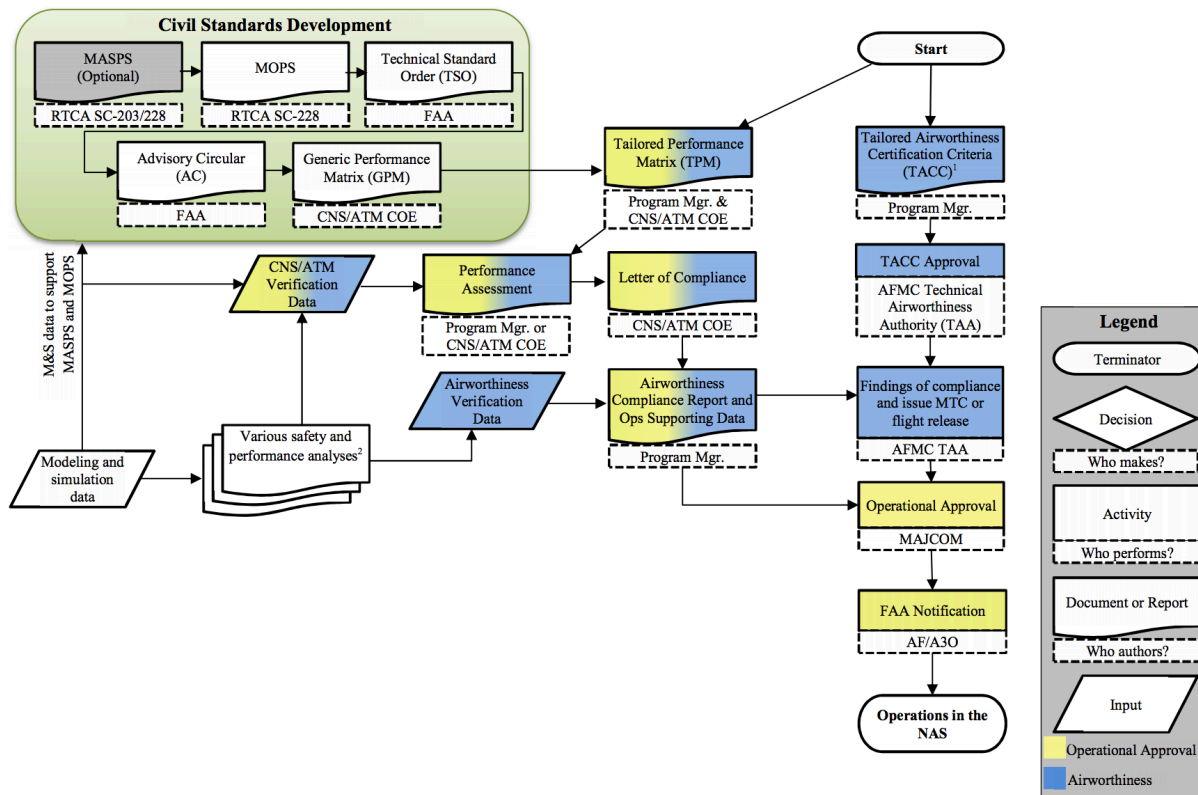 Civil Standards Development
MASPS
(Optional)
RTCA SC-203/228
MOPS
RTCA SC-228
Technical Standard
Order (TSO)
FAA
Advisory Circular
(AC)
FAA
Generic Performance
Matrix (GPM)
CNS/ATM COE
Start
Tailored Performance
Matrix (TPM)
Program Mgr. &
CNS/ATM COE
Tailored Airworthiness
Certification Criteria
(TACC)¹
Program Mgr.
M&S data to support
MASPS and MOPS
CNS/ATM
Verification
Data
Performance
Assessment
Program Mgr. or
CNS/ATM COE
Letter of Compliance
CNS/ATM COE
TACC Approval
AFMC Technical
Airworthiness
Authority (TAA)
Airworthiness
Verification
Data
Airworthiness
Compliance Report and
Ops Supporting Data
Program Mgr.
Findings of compliance
and issue MTC or
flight release
AFMC TAA
Modeling and
simulation
data
Various safety and
performance analyses²
Operational Approval
MAJCOM
FAA Notification
AF/A3O
Operations in the
NAS
Legend
Terminator
Decision
Who makes?
Activity
Who performs?
Document or Report
Who authors?
Input
Operational Approval
Airworthiness